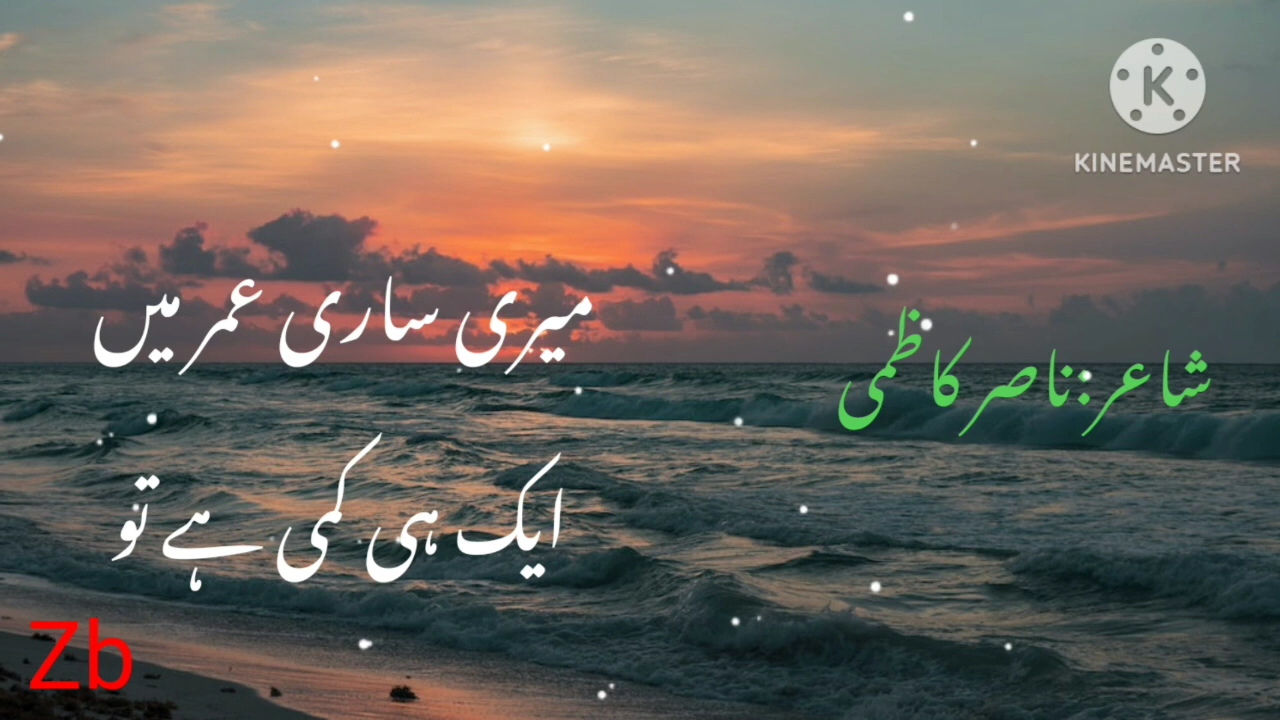 KINEMASTER
میری ساری عمر میں
شاعر:ناصر کاظمی
ایک ہی کمی ہے تو
Zb